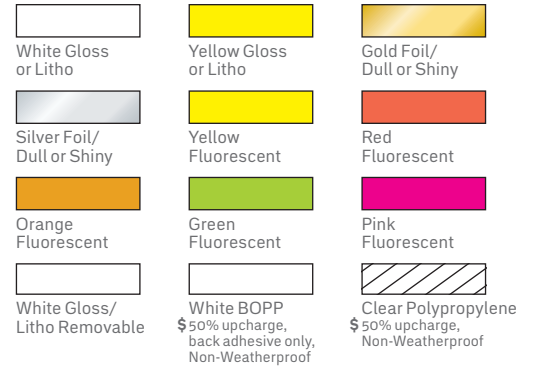 White Gloss
or Litho
Yellow Gloss
or Litho
Gold Foil/
Dull or Shiny
Silver Foil/
Dull or Shiny
Yellow
Fluorescent
Red
Fluorescent
Orange
Fluorescent
Green
Fluorescent
Pink
Fluorescent
White Gloss/
Litho Removable
White BOPP
$ 50% upcharge,
back adhesive only,
Non-Weatherproof
Clear Polypropylene
$ 50% upcharge,
Non-Weatherproof